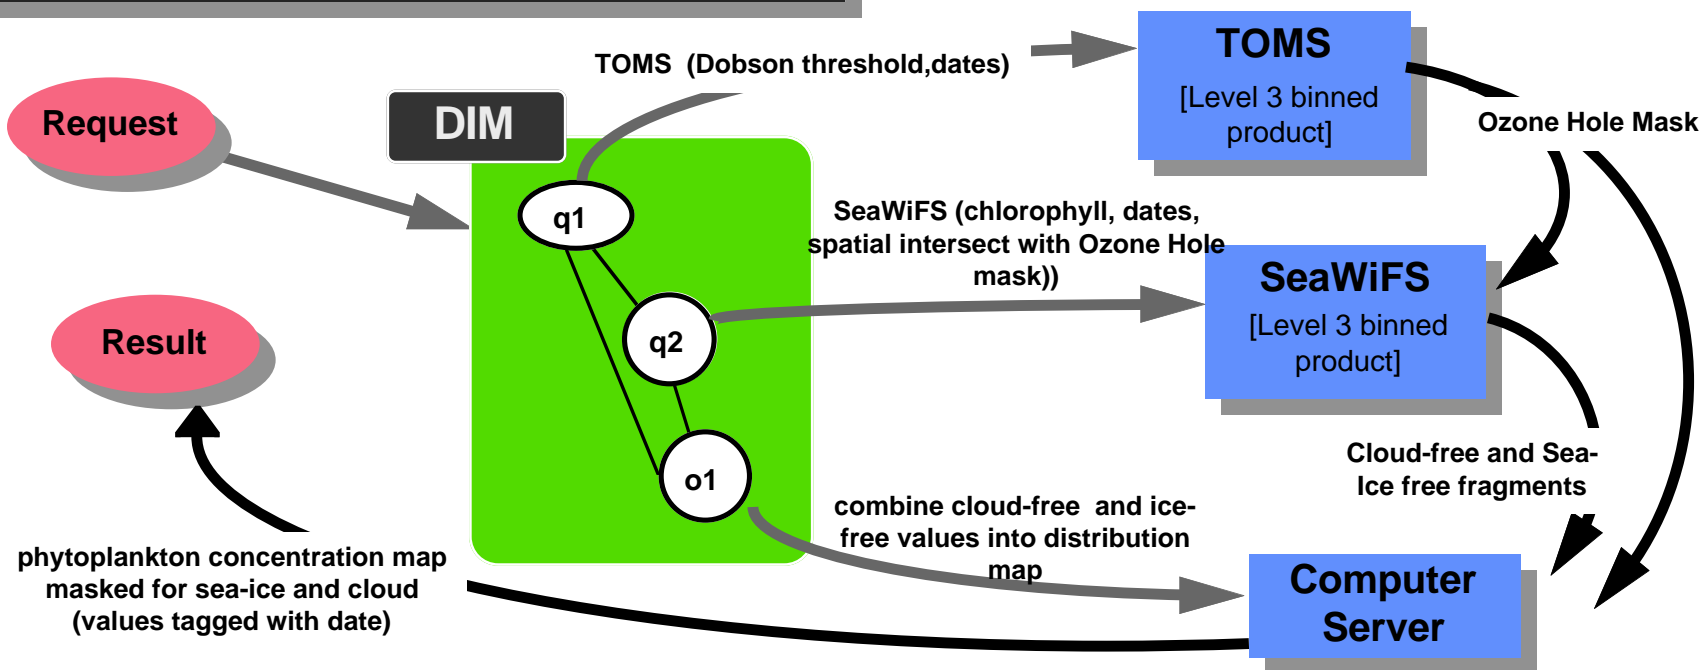 TOMS (Dobson threshold,dates)
TOMS
[Level 3 binned
product]
Ozone Hole Mask
Request
DIM
q1
SeaWiFS (chlorophyll, dates,
spatial intersect with Ozone Hole
mask))
SeaWiFS
[Level 3 binned
product]
Result
q2
o1
Cloud-free and Sea-
Ice free fragments
combine cloud-free and ice-
free values into distribution
map
phytoplankton concentration map
masked for sea-ice and cloud
(values tagged with date)
Computer
Server